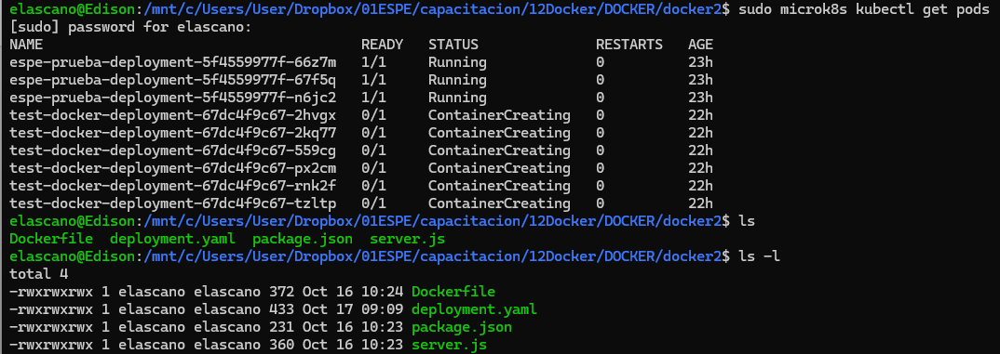 elascano@Edison:/mnt/c/Users/User/Dropbox/01ESPE/capacitacion/12Docker/DOCKER/docker2$ sudo microk8s kubectl get pods
[sudo] password for elascano:
NAME                                      READY   STATUS              RESTARTS   AGE
espe-prueba-deployment-5f4559977f-66z7m   1/1     Running             0          23h
espe-prueba-deployment-5f4559977f-67f5q   1/1     Running             0          23h
espe-prueba-deployment-5f4559977f-n6jc2   1/1     Running             0          23h
test-docker-deployment-67dc4f9c67-2hvgx   0/1     ContainerCreating   0          22h
test-docker-deployment-67dc4f9c67-2kq77   0/1     ContainerCreating   0          22h
test-docker-deployment-67dc4f9c67-559cg   0/1     ContainerCreating   0          22h
test-docker-deployment-67dc4f9c67-px2cm   0/1     ContainerCreating   0          22h
test-docker-deployment-67dc4f9c67-rnk2f   0/1     ContainerCreating   0          22h
test-docker-deployment-67dc4f9c67-tzltp   0/1     ContainerCreating   0          22h
elascano@Edison:/mnt/c/Users/User/Dropbox/01ESPE/capacitacion/12Docker/DOCKER/docker2$ ls
Dockerfile  deployment.yaml  package.json  server.js
elascano@Edison:/mnt/c/Users/User/Dropbox/01ESPE/capacitacion/12Docker/DOCKER/docker2$ ls -l
total 4
-rwxrwxrwx 1 elascano elascano 372 Oct 16 10:24 Dockerfile
-rwxrwxrwx 1 elascano elascano 433 Oct 17 09:09 deployment.yaml
-rwxrwxrwx 1 elascano elascano 231 Oct 16 10:23 package.json
-rwxrwxrwx 1 elascano elascano 360 Oct 16 10:23 server.js